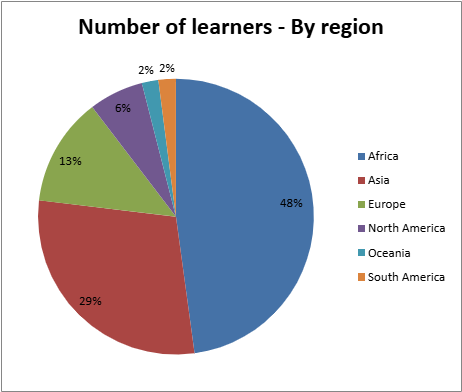 Number of learners - By region
2%
2%
6%
13%
48%
29%
Africa
Asia
Europe
North America
Oceania
South America